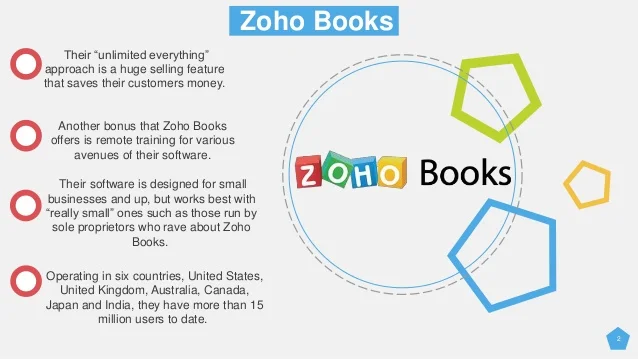 Zoho Books
Their “unlimited everything”
approach is a huge selling feature
that saves their customers money.
Another bonus that Zoho Books
offers is remote training for various
avenues of their software.
Their software is designed for small
businesses and up, but works best with
“really small” ones such as those run by
sole proprietors who rave about Zoho
Books.
Operating in six countries, United States,
United Kingdom, Australia, Canada,
Japan and India, they have more than 15
million users to date.
ZOHO Books
2